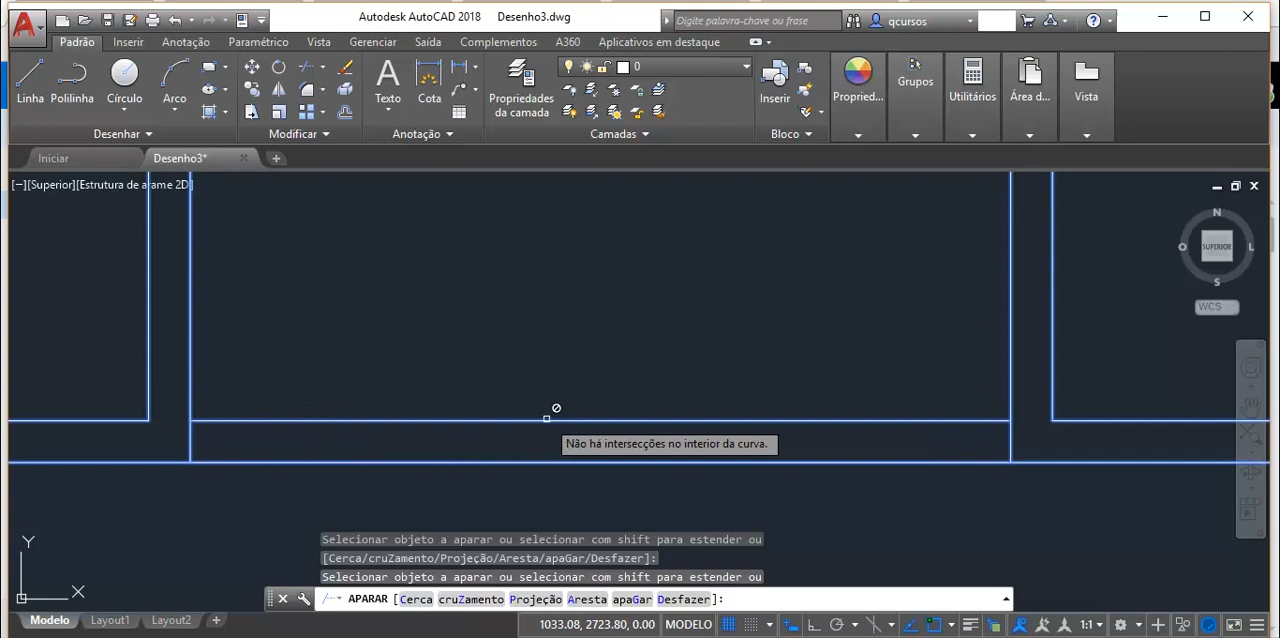 Autodesk AutoCAD 2018 Desenho3.dwg
Digite palavra-chave ou frase
qcursos
Padrão Inserir Anotação Paramétrico Vista Gerenciar Saída Complementos A360 Aplicativos em destaque
0
Linha Polilinha Círculo Arco Texto Cota Propriedades da camada Inserir Propried... Grupos Utilitários Área d... Vista
Desenhar Modificar Anotação Camadas Bloco
Iniciar Desenho3*
[−][Superior][Estrutura de arame 2D]
N
O SUPERIOR L
S
WCS
Não há intersecções no interior da curva.
Y
X
Selecionar objeto a aparar ou selecionar com shift para estender ou
[Cerca/cruZamento/Projeção/Aresta/apaGar/Desfazer]:
Selecionar objeto a aparar ou selecionar com shift para estender ou
APARAR [Cerca cruZamento Projeção Aresta apaGar Desfazer]:
Modelo Layout1 Layout2 +
1033.08, 2723.80, 0.00 MODELO 1:1